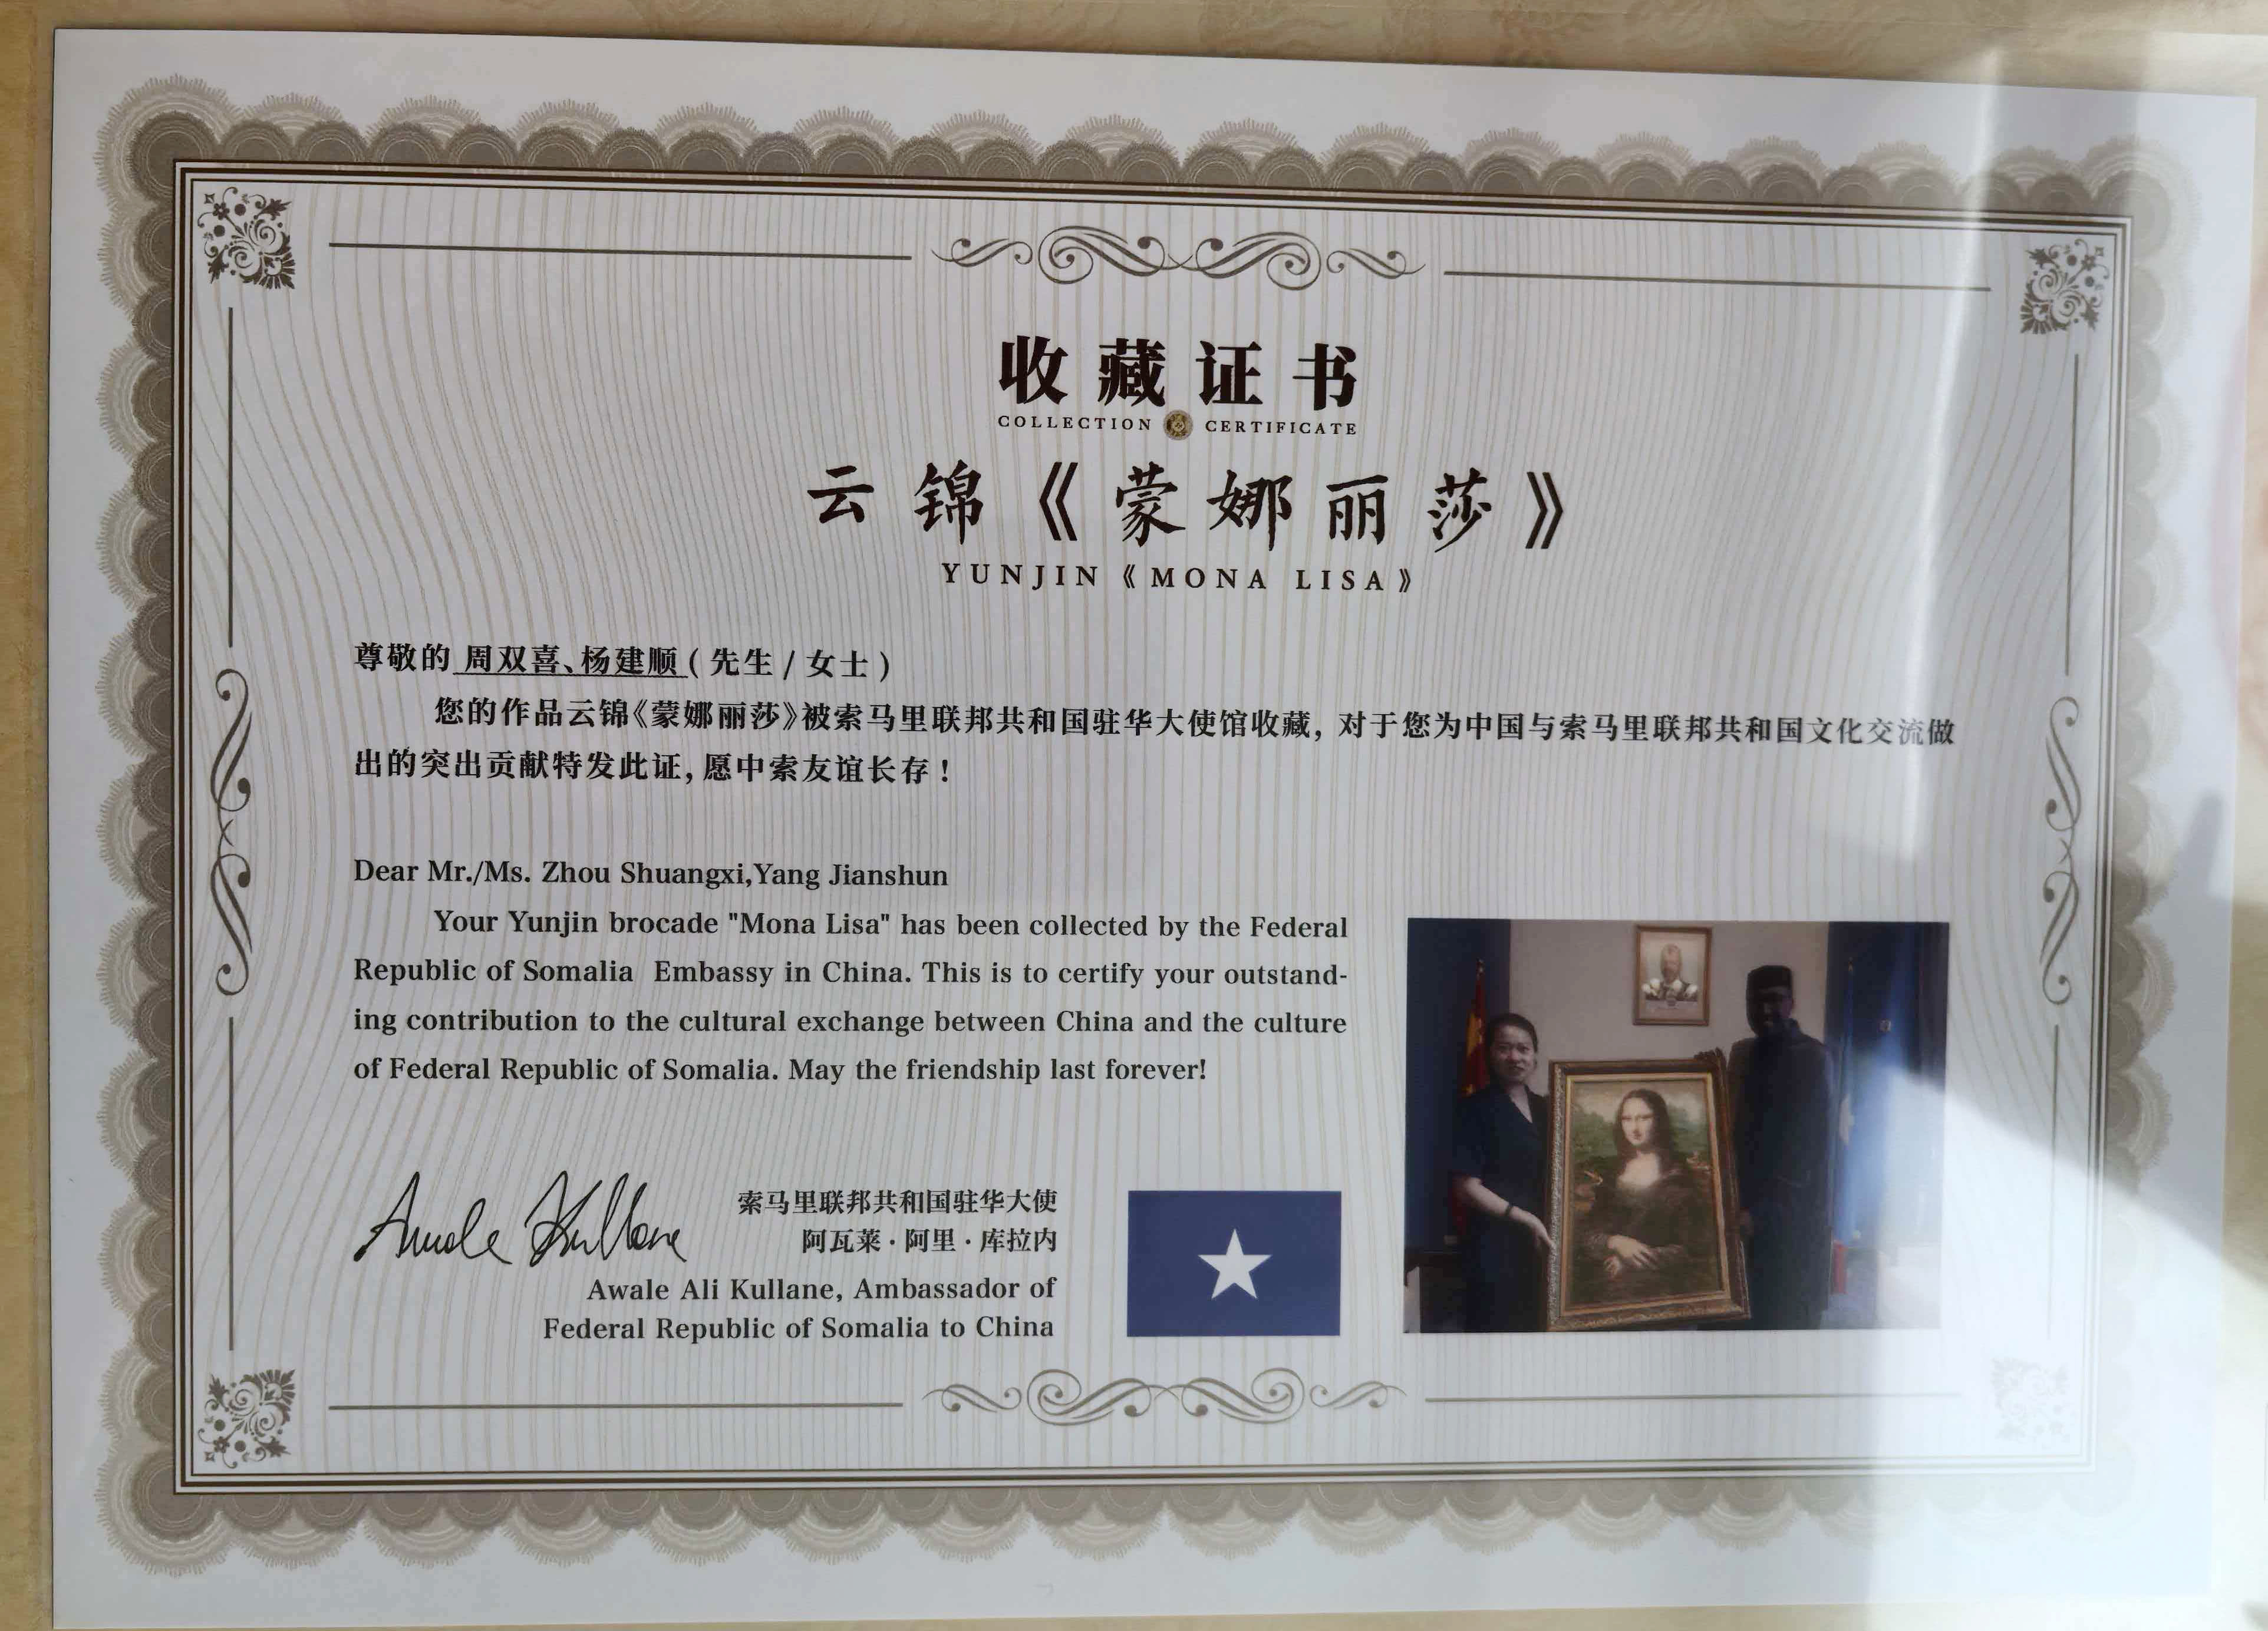 收藏证书
COLLECTION CERTIFICATE
云锦《蒙娜丽莎》
YUNJIN《MONA LISA》
尊敬的 周双喜、杨建顺(先生/女士)
您的作品云锦《蒙娜丽莎》被索马里联邦共和国驻华大使馆收藏,对于您为中国与索马里联邦共和国文化交流做
出的突出贡献特发此证,愿中索友谊长存!
Dear Mr./Ms. Zhou Shuangxi,Yang Jianshun
Your Yunjin brocade "Mona Lisa" has been collected by the Federal
Republic of Somalia Embassy in China. This is to certify your outstand-
ing contribution to the cultural exchange between China and the culture
of Federal Republic of Somalia. May the friendship last forever!
Awale Kullane
索马里联邦共和国驻华大使
阿瓦莱·阿里·库拉内
Awale Ali Kullane, Ambassador of
Federal Republic of Somalia to China